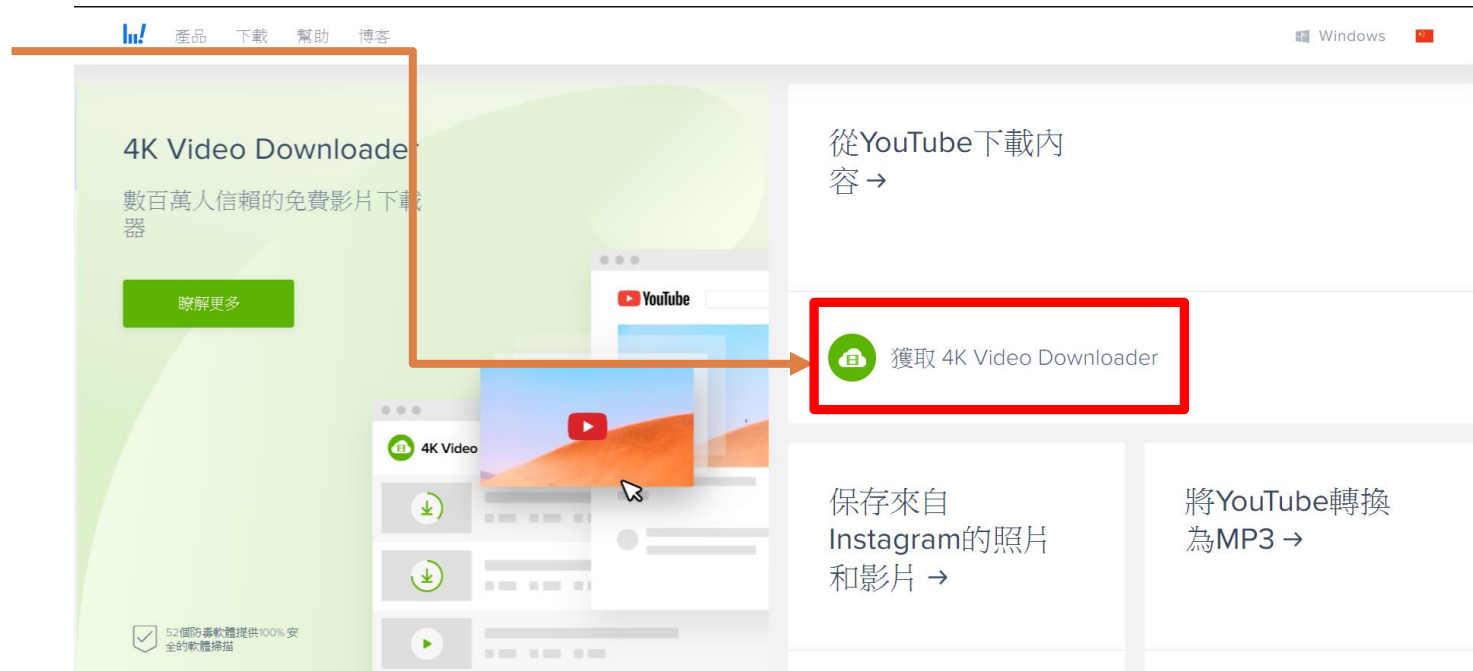 產品 下載 幫助 博客
Windows
4K Video Downloader
數百萬人信賴的免費影片下載
器
瞭解更多
YouTube
4K Video
52個防毒軟體提供100% 安
全的軟體掃描
從YouTube下載內
容 →
獲取 4K Video Downloader
保存來自
Instagram的照片
和影片 →
將YouTube轉換
為MP3 →